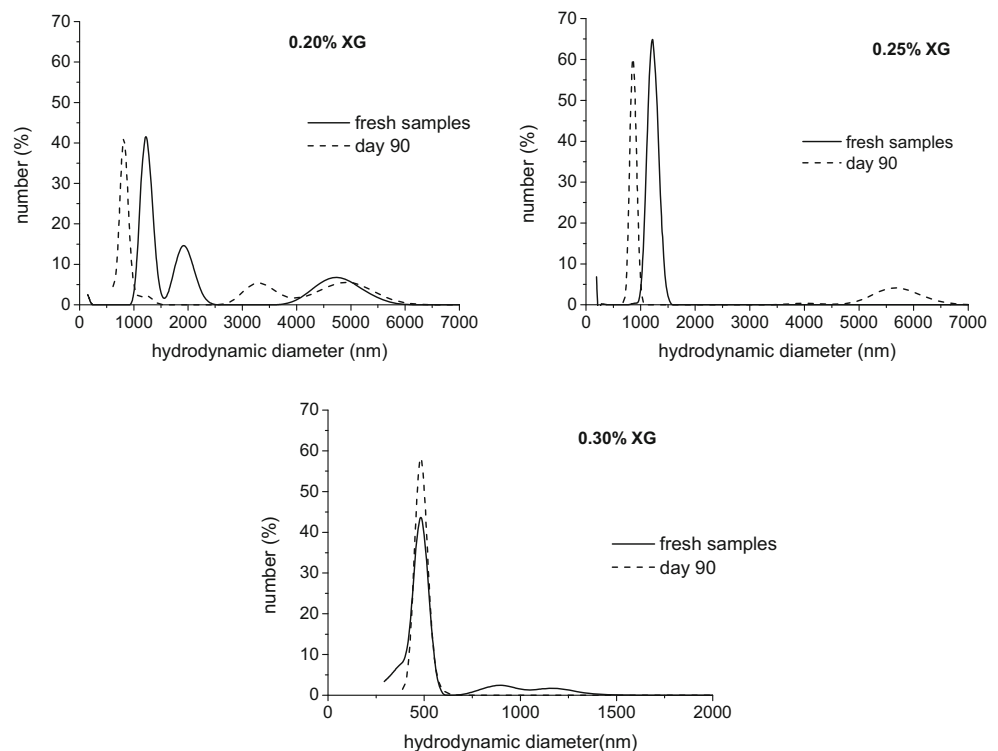 0.20% XG
fresh samples
day 90
number (%)
70
60
50
40
30
20
10
0
0 1000 2000 3000 4000 5000 6000 7000
hydrodynamic diameter (nm)
0.25% XG
fresh samples
day 90
number (%)
70
60
50
40
30
20
10
0
0 1000 2000 3000 4000 5000 6000 7000
hydrodynamic diameter (nm)
0.30% XG
fresh samples
day 90
number (%)
70
60
50
40
30
20
10
0
0 500 1000 1500 2000
hydrodynamic diameter(nm)